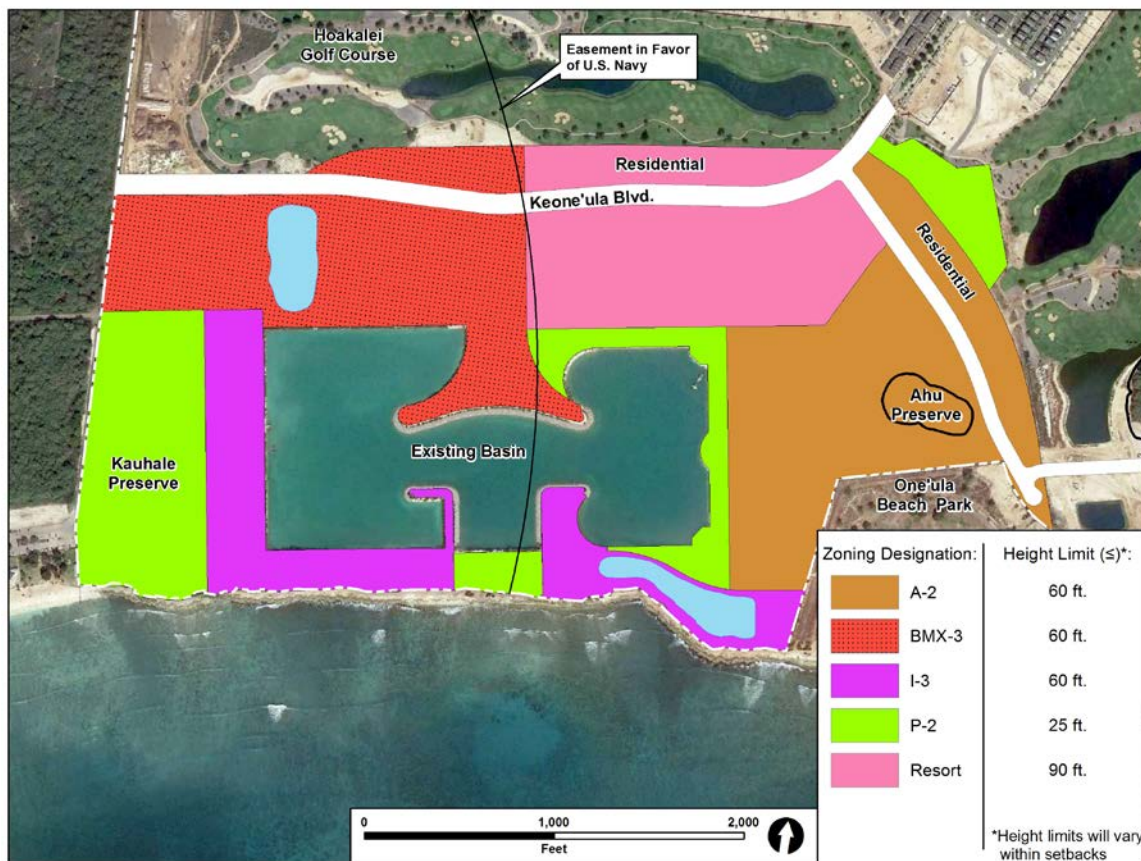 Hoakalei
Golf Course
Easement in Favor
of U.S. Navy
Residential
Keone'ula Blvd.
Residential
Ahu
Preserve
Existing Basin
Kauhale
Preserve
One'ula
Beach Park
Zoning Designation:
Height Limit (≤)*:
A-2
60 ft.
BMX-3
60 ft.
I-3
60 ft.
P-2
25 ft.
Resort
90 ft.
*Height limits will vary
within setbacks
0
1,000
2,000
Feet